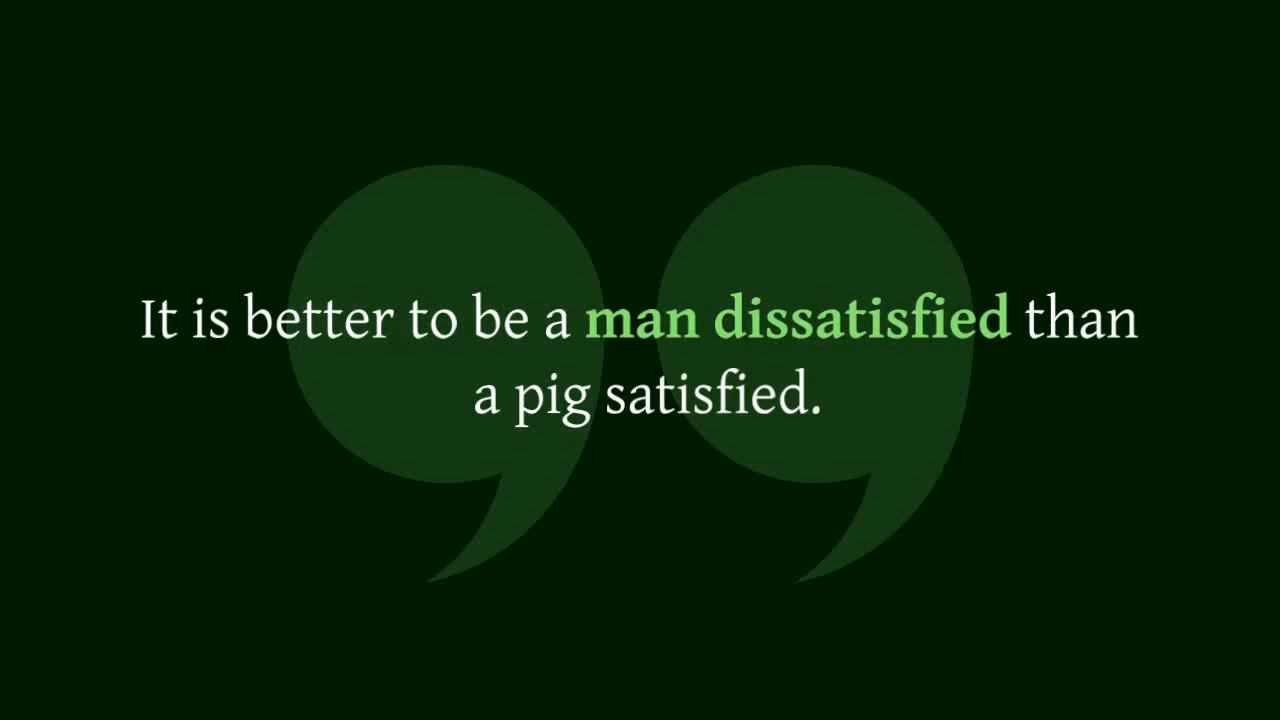 It is better to be a man dissatisfied than
a pig satisfied.